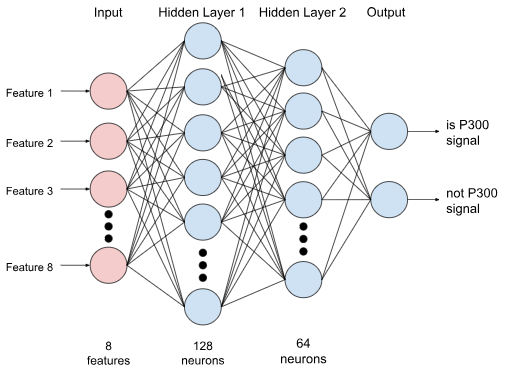 Input
Hidden Layer 1
Hidden Layer 2
Output
Feature 1
Feature 2
Feature 3
Feature 8
is P300
signal
not P300
signal
8
features
128
neurons
64
neurons